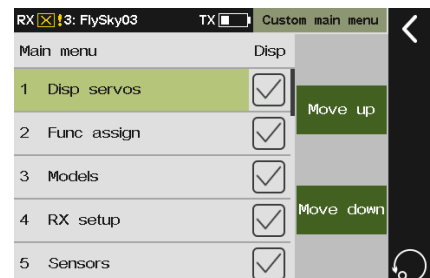 RX !3: FlySky03 TX Custom main menu
Main menu Disp
1 Disp servos
Move up
2 Func assign
3 Models
4 RX setup
Move down
5 Sensors